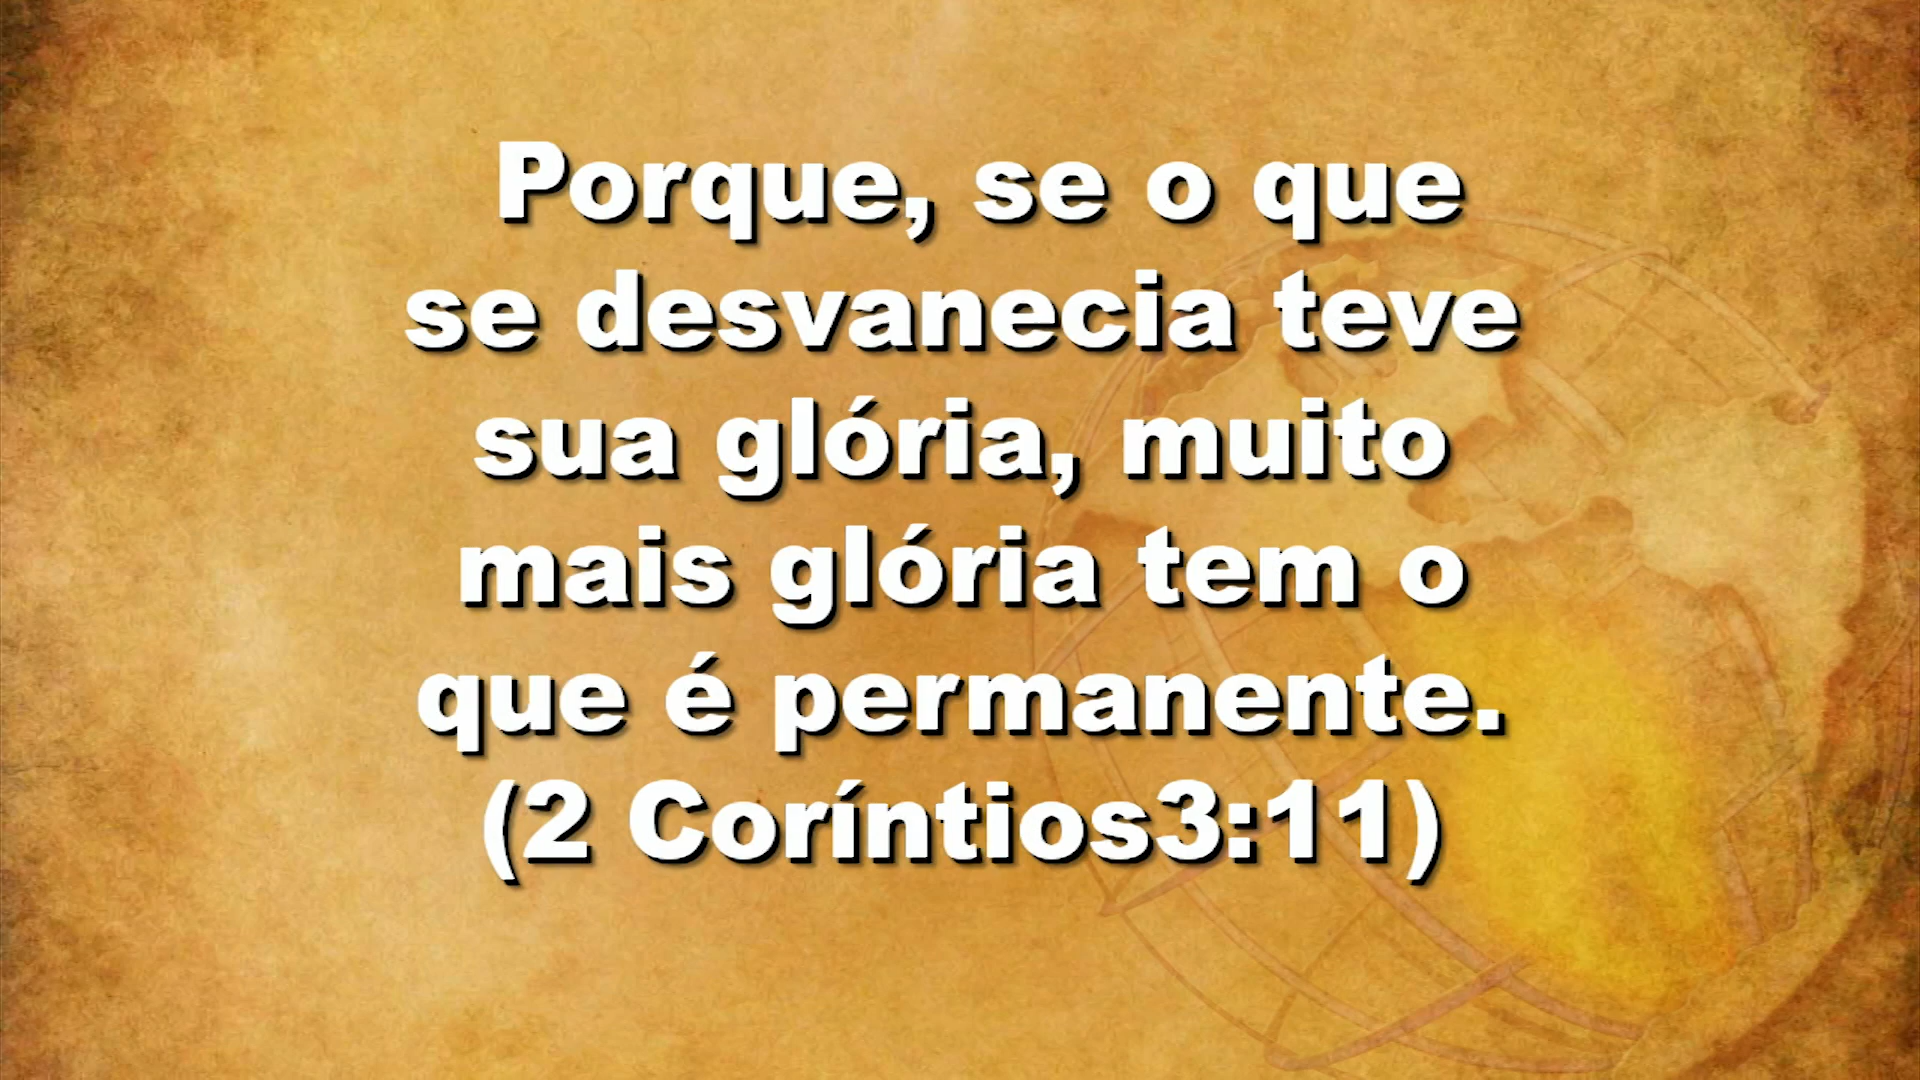 Porque, se o que
se desvanecia teve
sua glória, muito
mais glória tem o
que é permanente.
(2 Coríntios3:11)